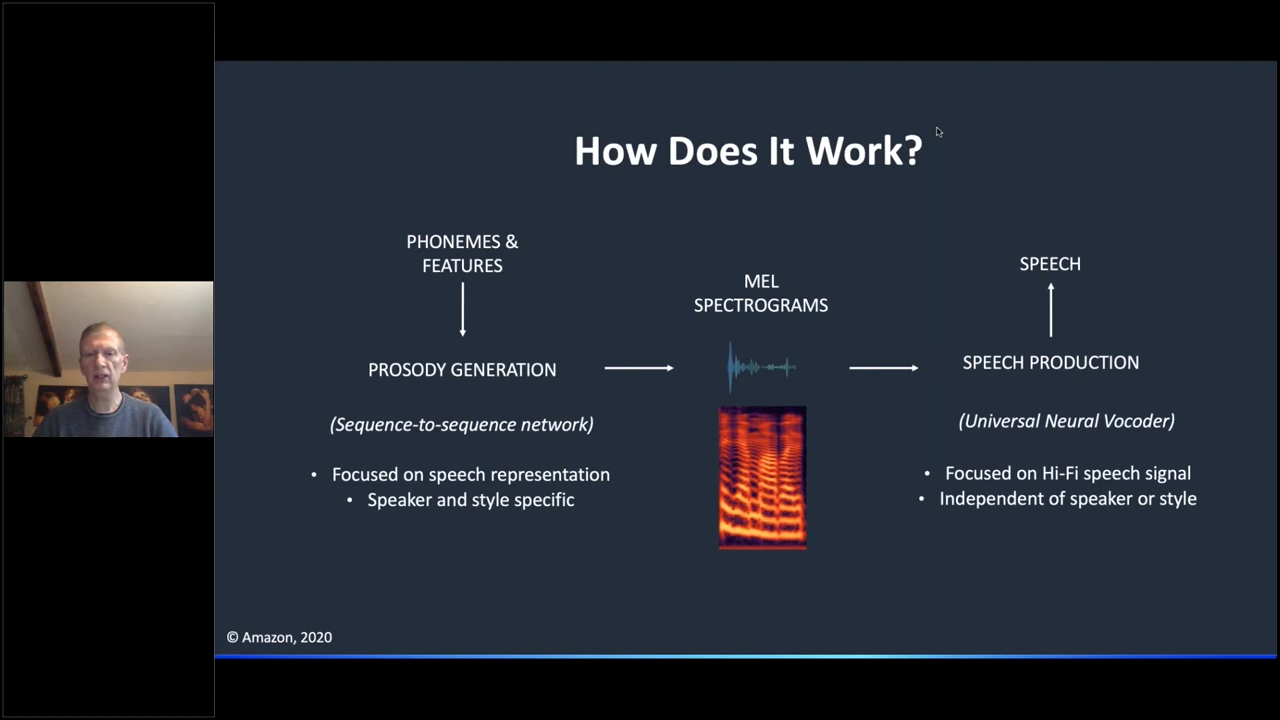 How Does It Work?
PHONEMES &
FEATURES
PROSODY GENERATION
(Sequence-to-sequence network)
• Focused on speech representation
• Speaker and style specific
MEL
SPECTROGRAMS
SPEECH
SPEECH PRODUCTION
(Universal Neural Vocoder)
• Focused on Hi-Fi speech signal
• Independent of speaker or style
© Amazon, 2020